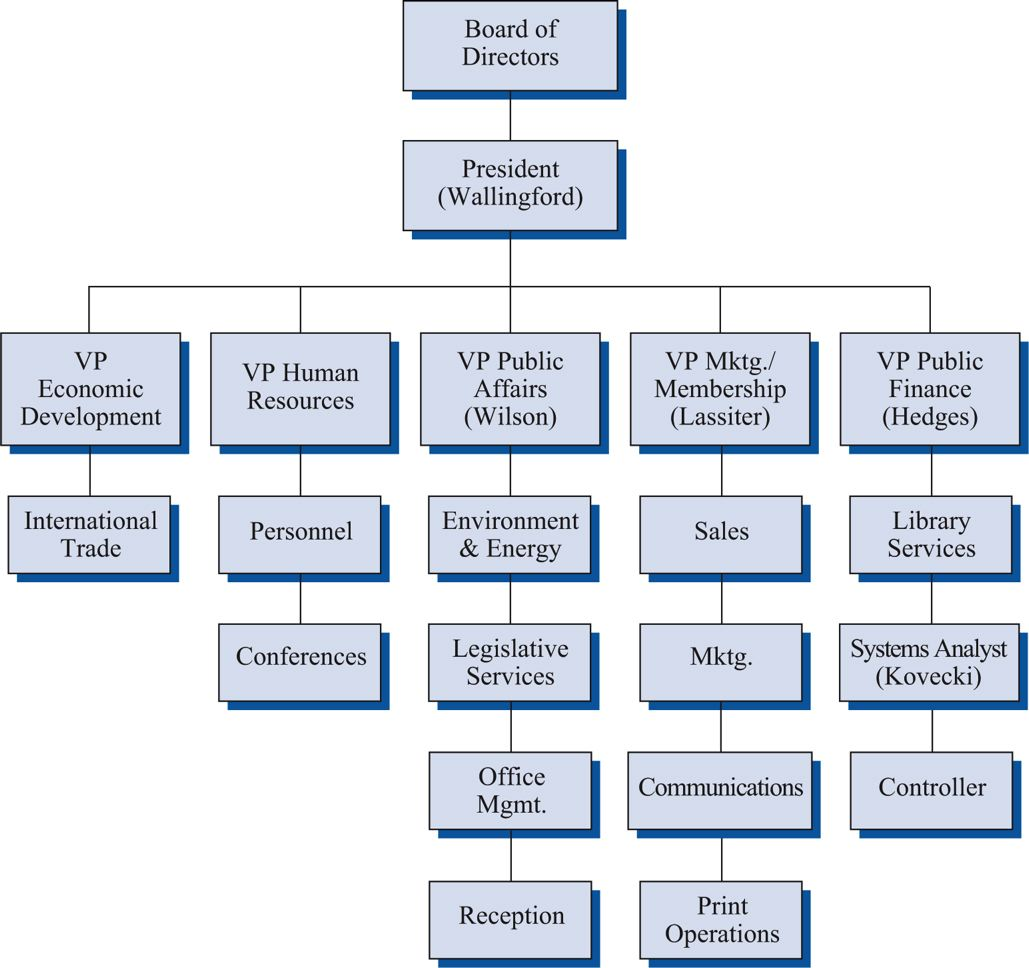 Board of
Directors
President
(Wallingford)
VP
Economic
Development
VP Human
Resources
VP Public
Affairs
(Wilson)
VP Mktg./
Membership
(Lassiter)
VP Public
Finance
(Hedges)
International
Trade
Personnel
Environment
& Energy
Sales
Library
Services
Conferences
Legislative
Services
Mktg.
Systems Analyst
(Kovecki)
Office
Mgmt.
Communications
Controller
Reception
Print
Operations